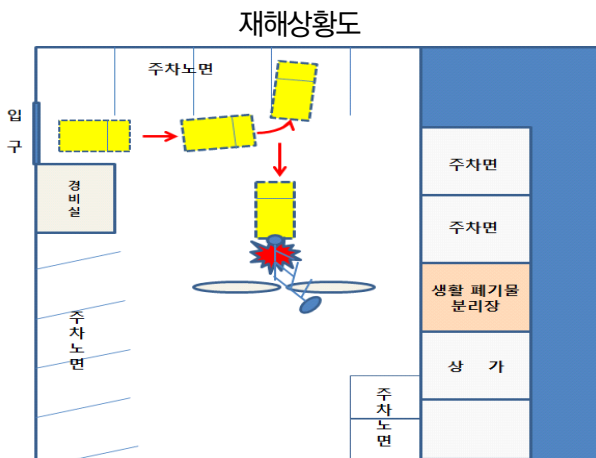 재해상황도
주차노면
입구
경비실
주차면
주차면
주차노면
생활 폐기물
분리장
상 가
주차노면